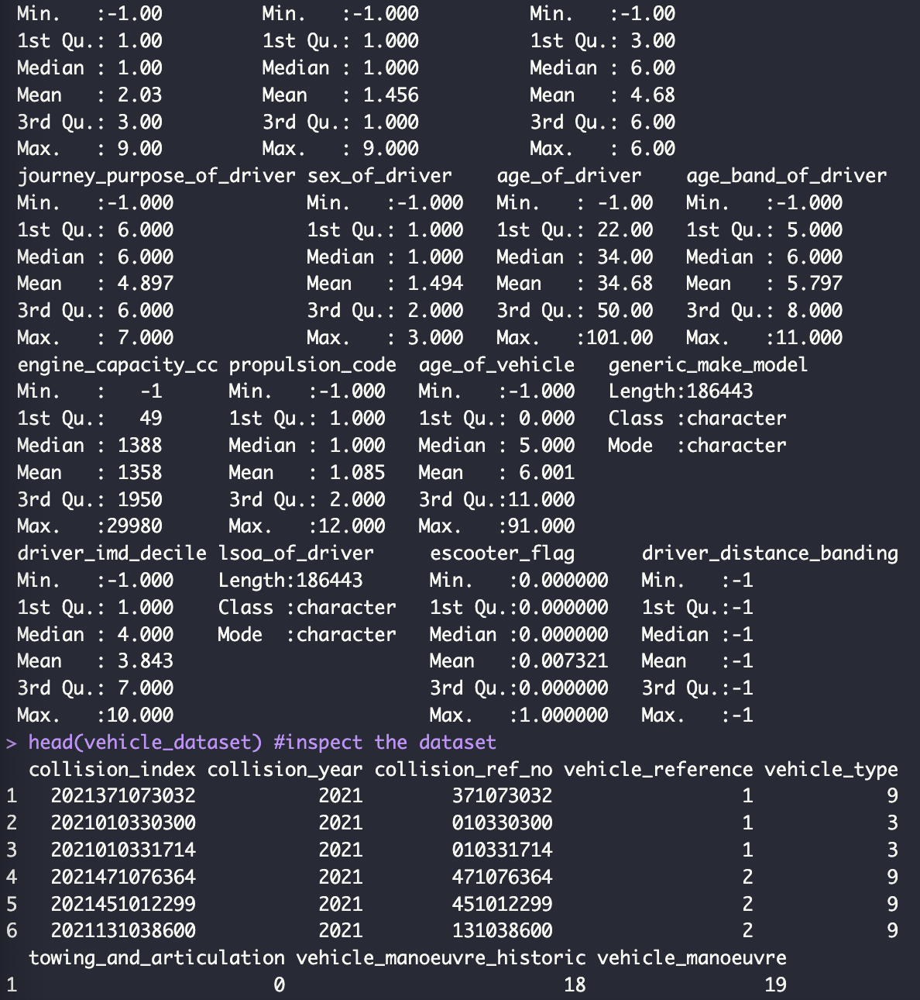 Min.   :-1.00         Min.   :-1.000          Min.   :-1.00
1st Qu.: 1.00         1st Qu.: 1.000          1st Qu.: 3.00
Median : 1.00         Median : 1.000          Median : 6.00
Mean   : 2.03         Mean   : 1.456          Mean   : 4.68
3rd Qu.: 3.00         3rd Qu.: 1.000          3rd Qu.: 6.00
Max.   : 9.00         Max.   : 9.000          Max.   : 6.00
journey_purpose_of_driver sex_of_driver    age_of_driver    age_band_of_driver
Min.   :-1.000            Min.   :-1.000   Min.   : -1.00   Min.   :-1.000
1st Qu.: 6.000            1st Qu.: 1.000   1st Qu.: 22.00   1st Qu.: 5.000
Median : 6.000            Median : 1.000   Median : 34.00   Median : 6.000
Mean   : 4.897            Mean   : 1.494   Mean   : 34.68   Mean   : 5.797
3rd Qu.: 6.000            3rd Qu.: 2.000   3rd Qu.: 50.00   3rd Qu.: 8.000
Max.   : 7.000            Max.   : 3.000   Max.   :101.00   Max.   :11.000
engine_capacity_cc propulsion_code  age_of_vehicle   generic_make_model
Min.   :   -1      Min.   :-1.000   Min.   :-1.000   Length:186443
1st Qu.:   49      1st Qu.: 1.000   1st Qu.: 0.000   Class :character
Median : 1388      Median : 1.000   Median : 5.000   Mode  :character
Mean   : 1358      Mean   : 1.085   Mean   : 6.001
3rd Qu.: 1950      3rd Qu.: 2.000   3rd Qu.:11.000
Max.   :29980      Max.   :12.000   Max.   :91.000
driver_imd_decile lsoa_of_driver     escooter_flag      driver_distance_banding
Min.   :-1.000    Length:186443      Min.   :0.000000   Min.   :-1
1st Qu.: 1.000    Class :character   1st Qu.:0.000000   1st Qu.:-1
Median : 4.000    Mode  :character   Median :0.000000   Median :-1
Mean   : 3.843                       Mean   :0.007321   Mean   :-1
3rd Qu.: 7.000                       3rd Qu.:0.000000   3rd Qu.:-1
Max.   :10.000                       Max.   :1.000000   Max.   :-1
> head(vehicle_dataset) #inspect the dataset
collision_index collision_year collision_ref_no vehicle_reference vehicle_type
1   2021371073032           2021        371073032                 1            9
2   2021010330300           2021        010330300                 1            3
3   2021010331714           2021        010331714                 1            3
4   2021471076364           2021        471076364                 2            9
5   2021451012299           2021        451012299                 2            9
6   2021131038600           2021        131038600                 2            9
towing_and_articulation vehicle_manoeuvre_historic vehicle_manoeuvre
1                       0                         18                19